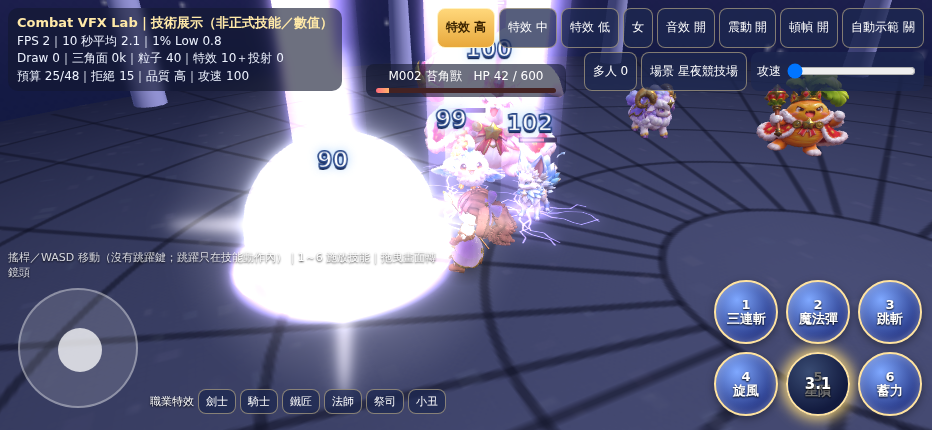 Combat VFX Lab｜技術展示（非正式技能／數值）
FPS 2｜10 秒平均 2.1｜1% Low 0.8
Draw 0｜三角面 0k｜粒子 40｜特效 10＋投射 0
預算 25/48｜拒絕 15｜品質 高｜攻速 100
特效 高
特效 中
特效 低
女
音效 開
震動 開
頓幀 開
自動示範 關
多人 0
場景 星夜競技場
攻速
100
M002 苔角獸 HP 42 / 600
99
102
90
搖桿／WASD 移動（沒有跳躍鍵；跳躍只在技能動作內）｜1～6 施放技能｜拖曳畫面轉
鏡頭
1
三連斬
2
魔法彈
3
跳斬
4
旋風
5
3.1
星隕
6
蓄力
職業特效
劍士
騎士
鐵匠
法師
祭司
小丑